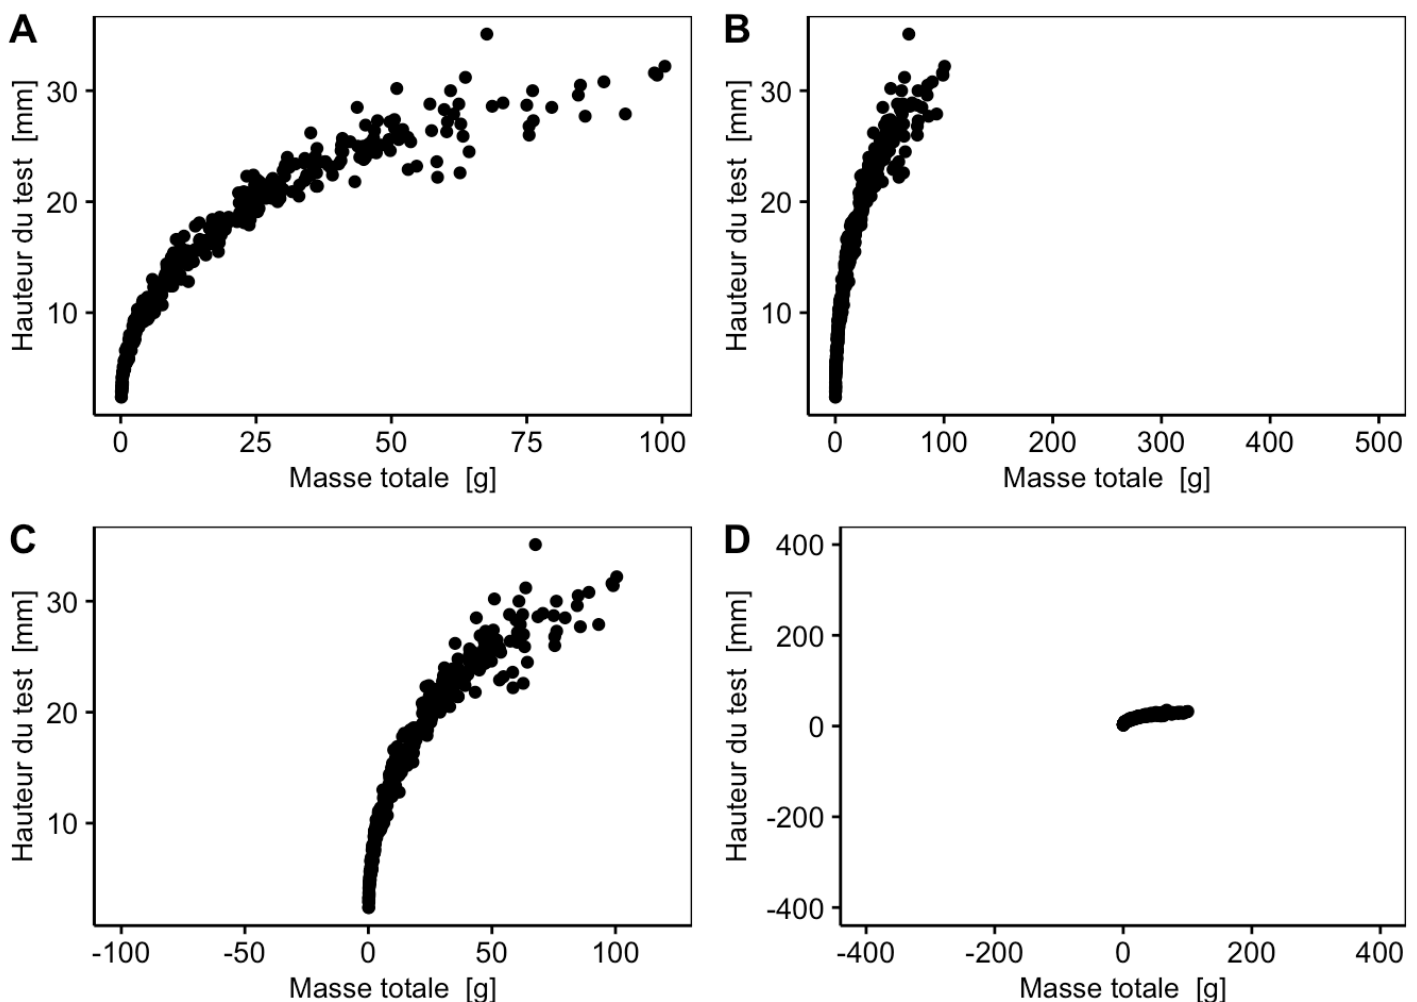 A
Hauteur du test [mm]
30
20
10
0 25 50 75 100
Masse totale [g]
B
Hauteur du test [mm]
30
20
10
0 100 200 300 400 500
Masse totale [g]
C
Hauteur du test [mm]
30
20
10
-100 -50 0 50 100
Masse totale [g]
D
Hauteur du test [mm]
400
200
0
-200
-400
-400 -200 0 200 400
Masse totale [g]